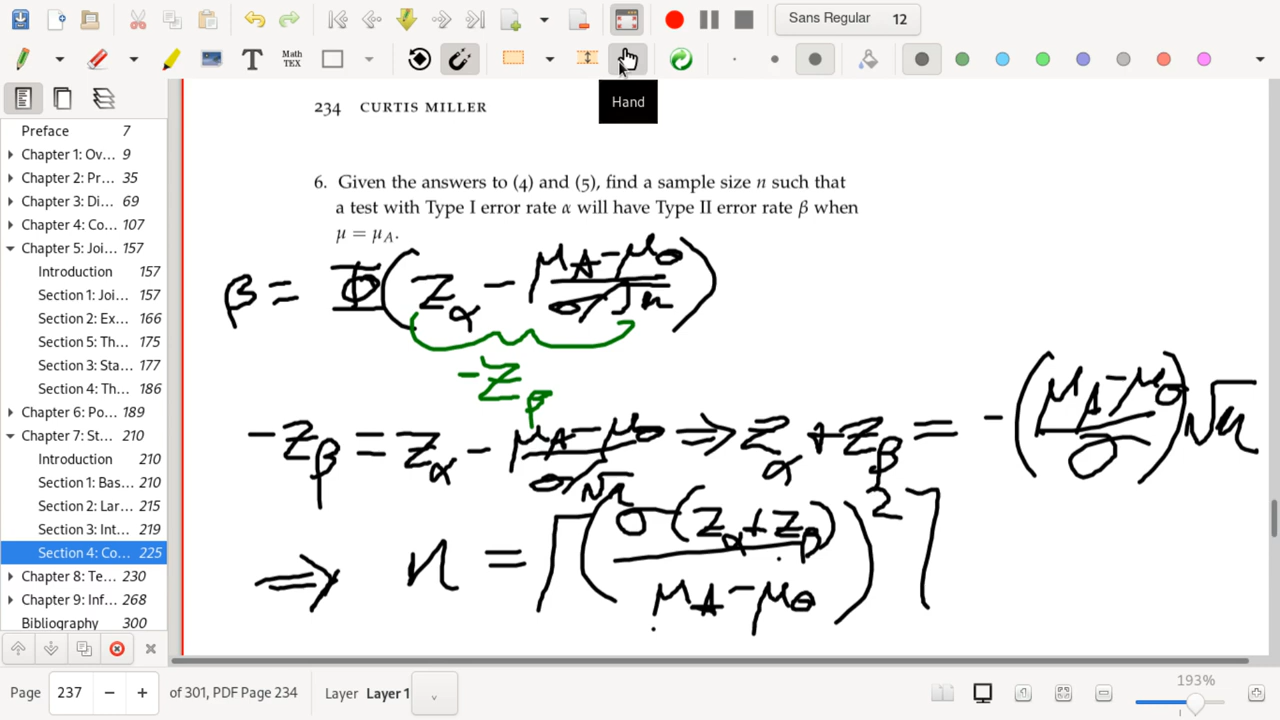 Sans Regular 12
Math
TEX
Hand
Preface 7
Chapter 1: Ov... 9
Chapter 2: Pr... 35
Chapter 3: Di... 69
Chapter 4: Co... 107
Chapter 5: Joi... 157
Introduction 157
Section 1: Joi... 157
Section 2: Ex... 166
Section 5: Th... 175
Section 3: Sta... 177
Section 4: Th... 186
Chapter 6: Po... 189
Chapter 7: St... 210
Introduction 210
Section 1: Bas... 210
Section 2: Lar... 215
Section 3: Int... 219
Section 4: Co... 225
Chapter 8: Te... 230
Chapter 9: Inf... 268
Bibliography 300
234 CURTIS MILLER
6. Given the answers to (4) and (5), find a sample size n such that
a test with Type I error rate α will have Type II error rate β when
μ = μ_A.
β = Φ(z_α − (μ_A − μ_0)/(σ/√n))
−z_β
−z_β = z_α − (μ_A − μ_0)/(σ/√n) ⇒ z_α + z_β = −((μ_A − μ_0)/σ)√n
⇒ n = ⌈(σ(z_α + z_β)/(μ_A − μ_0))²⌉
Page 237 − + of 301, PDF Page 234 Layer Layer 1 193%